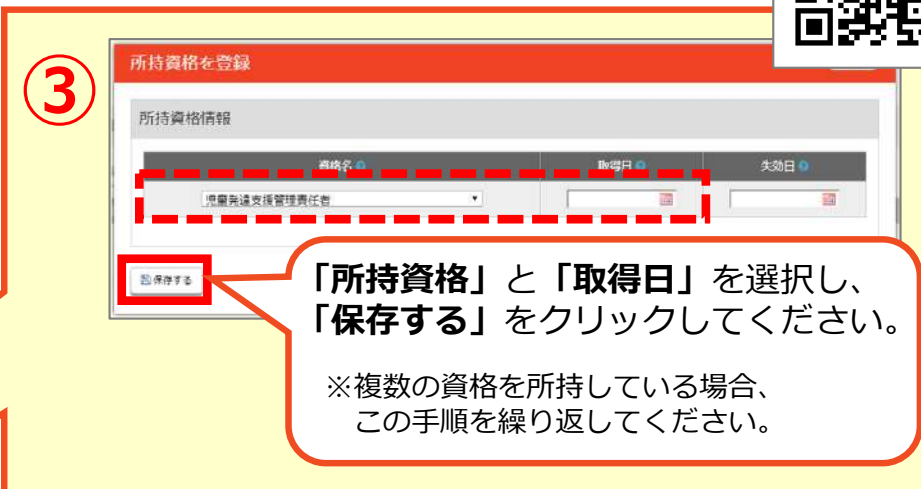 ③
所持資格を登録
所持資格情報
資格名
取得日
失効日
児童発達支援管理責任者
保存する
「所持資格」と「取得日」を選択し、
「保存する」をクリックしてください。
※複数の資格を所持している場合、
この手順を繰り返してください。